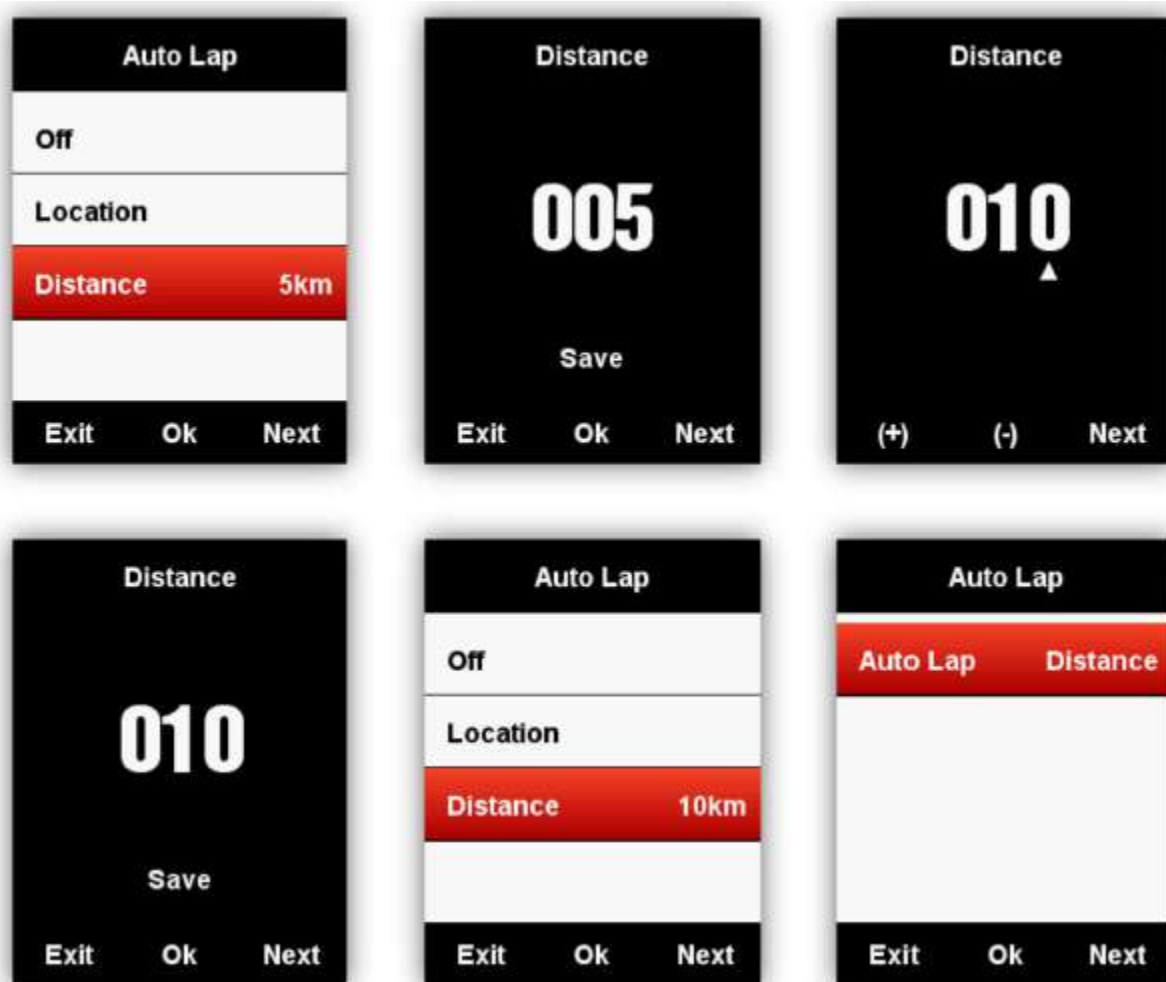 Auto Lap
Off
Location
Distance 5km
Exit Ok Next
Distance
005
Save
Exit Ok Next
Distance
010
▲
(+) (-) Next
Distance
010
Save
Exit Ok Next
Auto Lap
Off
Location
Distance 10km
Exit Ok Next
Auto Lap
Auto Lap Distance
Exit Ok Next